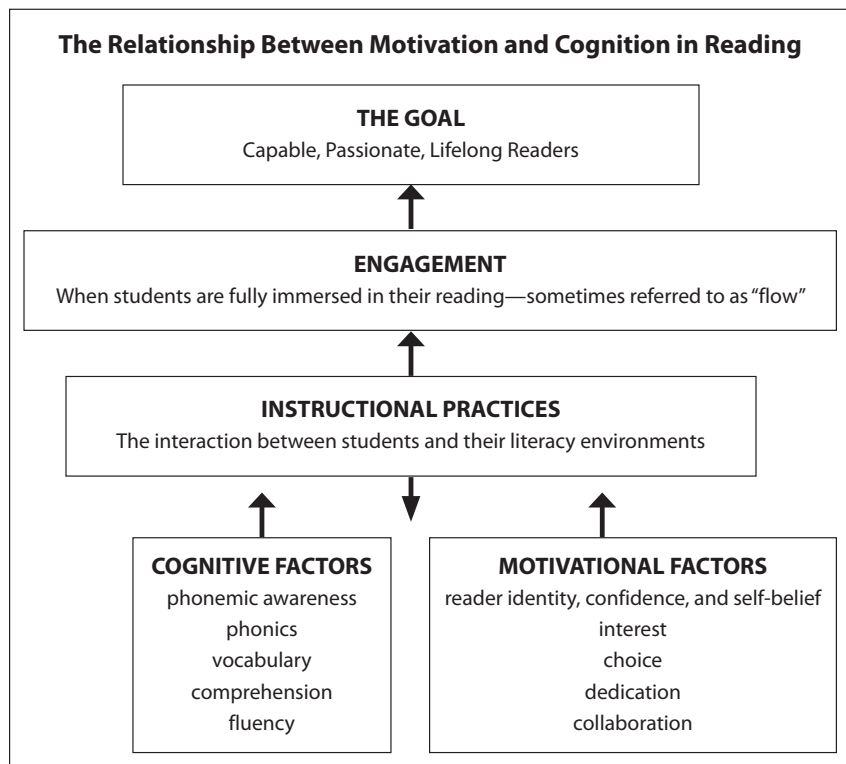 The Relationship Between Motivation and Cognition in Reading
THE GOAL
Capable, Passionate, Lifelong Readers
ENGAGEMENT
When students are fully immersed in their reading—sometimes referred to as “flow”
INSTRUCTIONAL PRACTICES
The interaction between students and their literacy environments
COGNITIVE FACTORS
phonemic awareness
phonics
vocabulary
comprehension
fluency
MOTIVATIONAL FACTORS
reader identity, confidence, and self-belief
interest
choice
dedication
collaboration